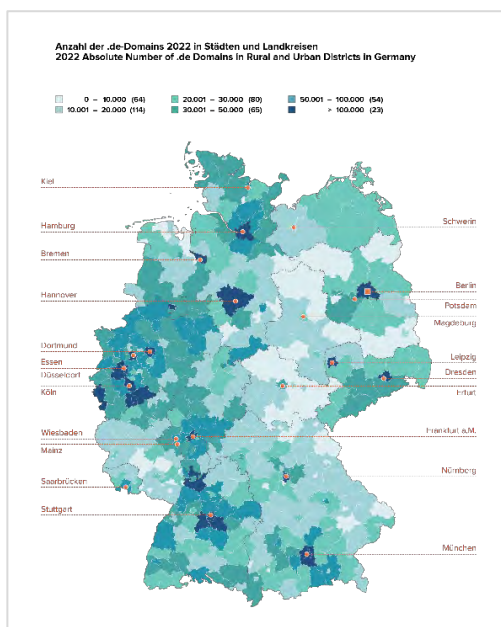 Anzahl der .de-Domains 2022 in Städten und Landkreisen
2022 Absolute Number of .de Domains in Rural and Urban Districts in Germany
0 – 10.000 (64)
20.001 – 30.000 (80)
50.001 – 100.000 (54)
10.001 – 20.000 (114)
30.001 – 50.000 (65)
> 100.000 (23)
Kiel
Schwerin
Hamburg
Bremen
Berlin
Hannover
Potsdam
Magdeburg
Dortmund
Leipzig
Essen
Dresden
Düsseldorf
Köln
Erfurt
Frankfurt a.M.
Wiesbaden
Mainz
Nürnberg
Saarbrücken
Stuttgart
München